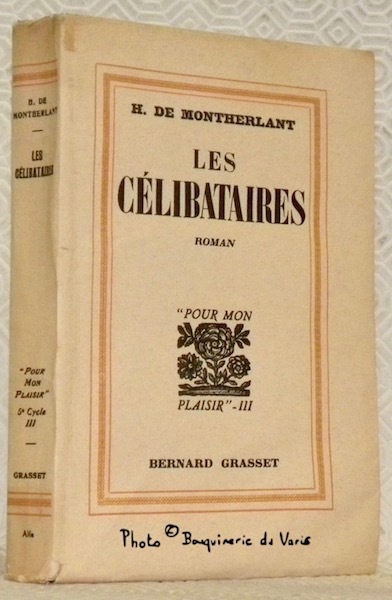 B. DE
MONTHERLANT
LES
CÉLIBATAIRES
"POUR
MON
PLAISIR"
5e Cycle
III
GRASSET
Alfa
H. DE MONTHERLANT
LES
CÉLIBATAIRES
ROMAN
"POUR MON
PLAISIR"-III
BERNARD GRASSET
Photo © Bouquinerie du Varis